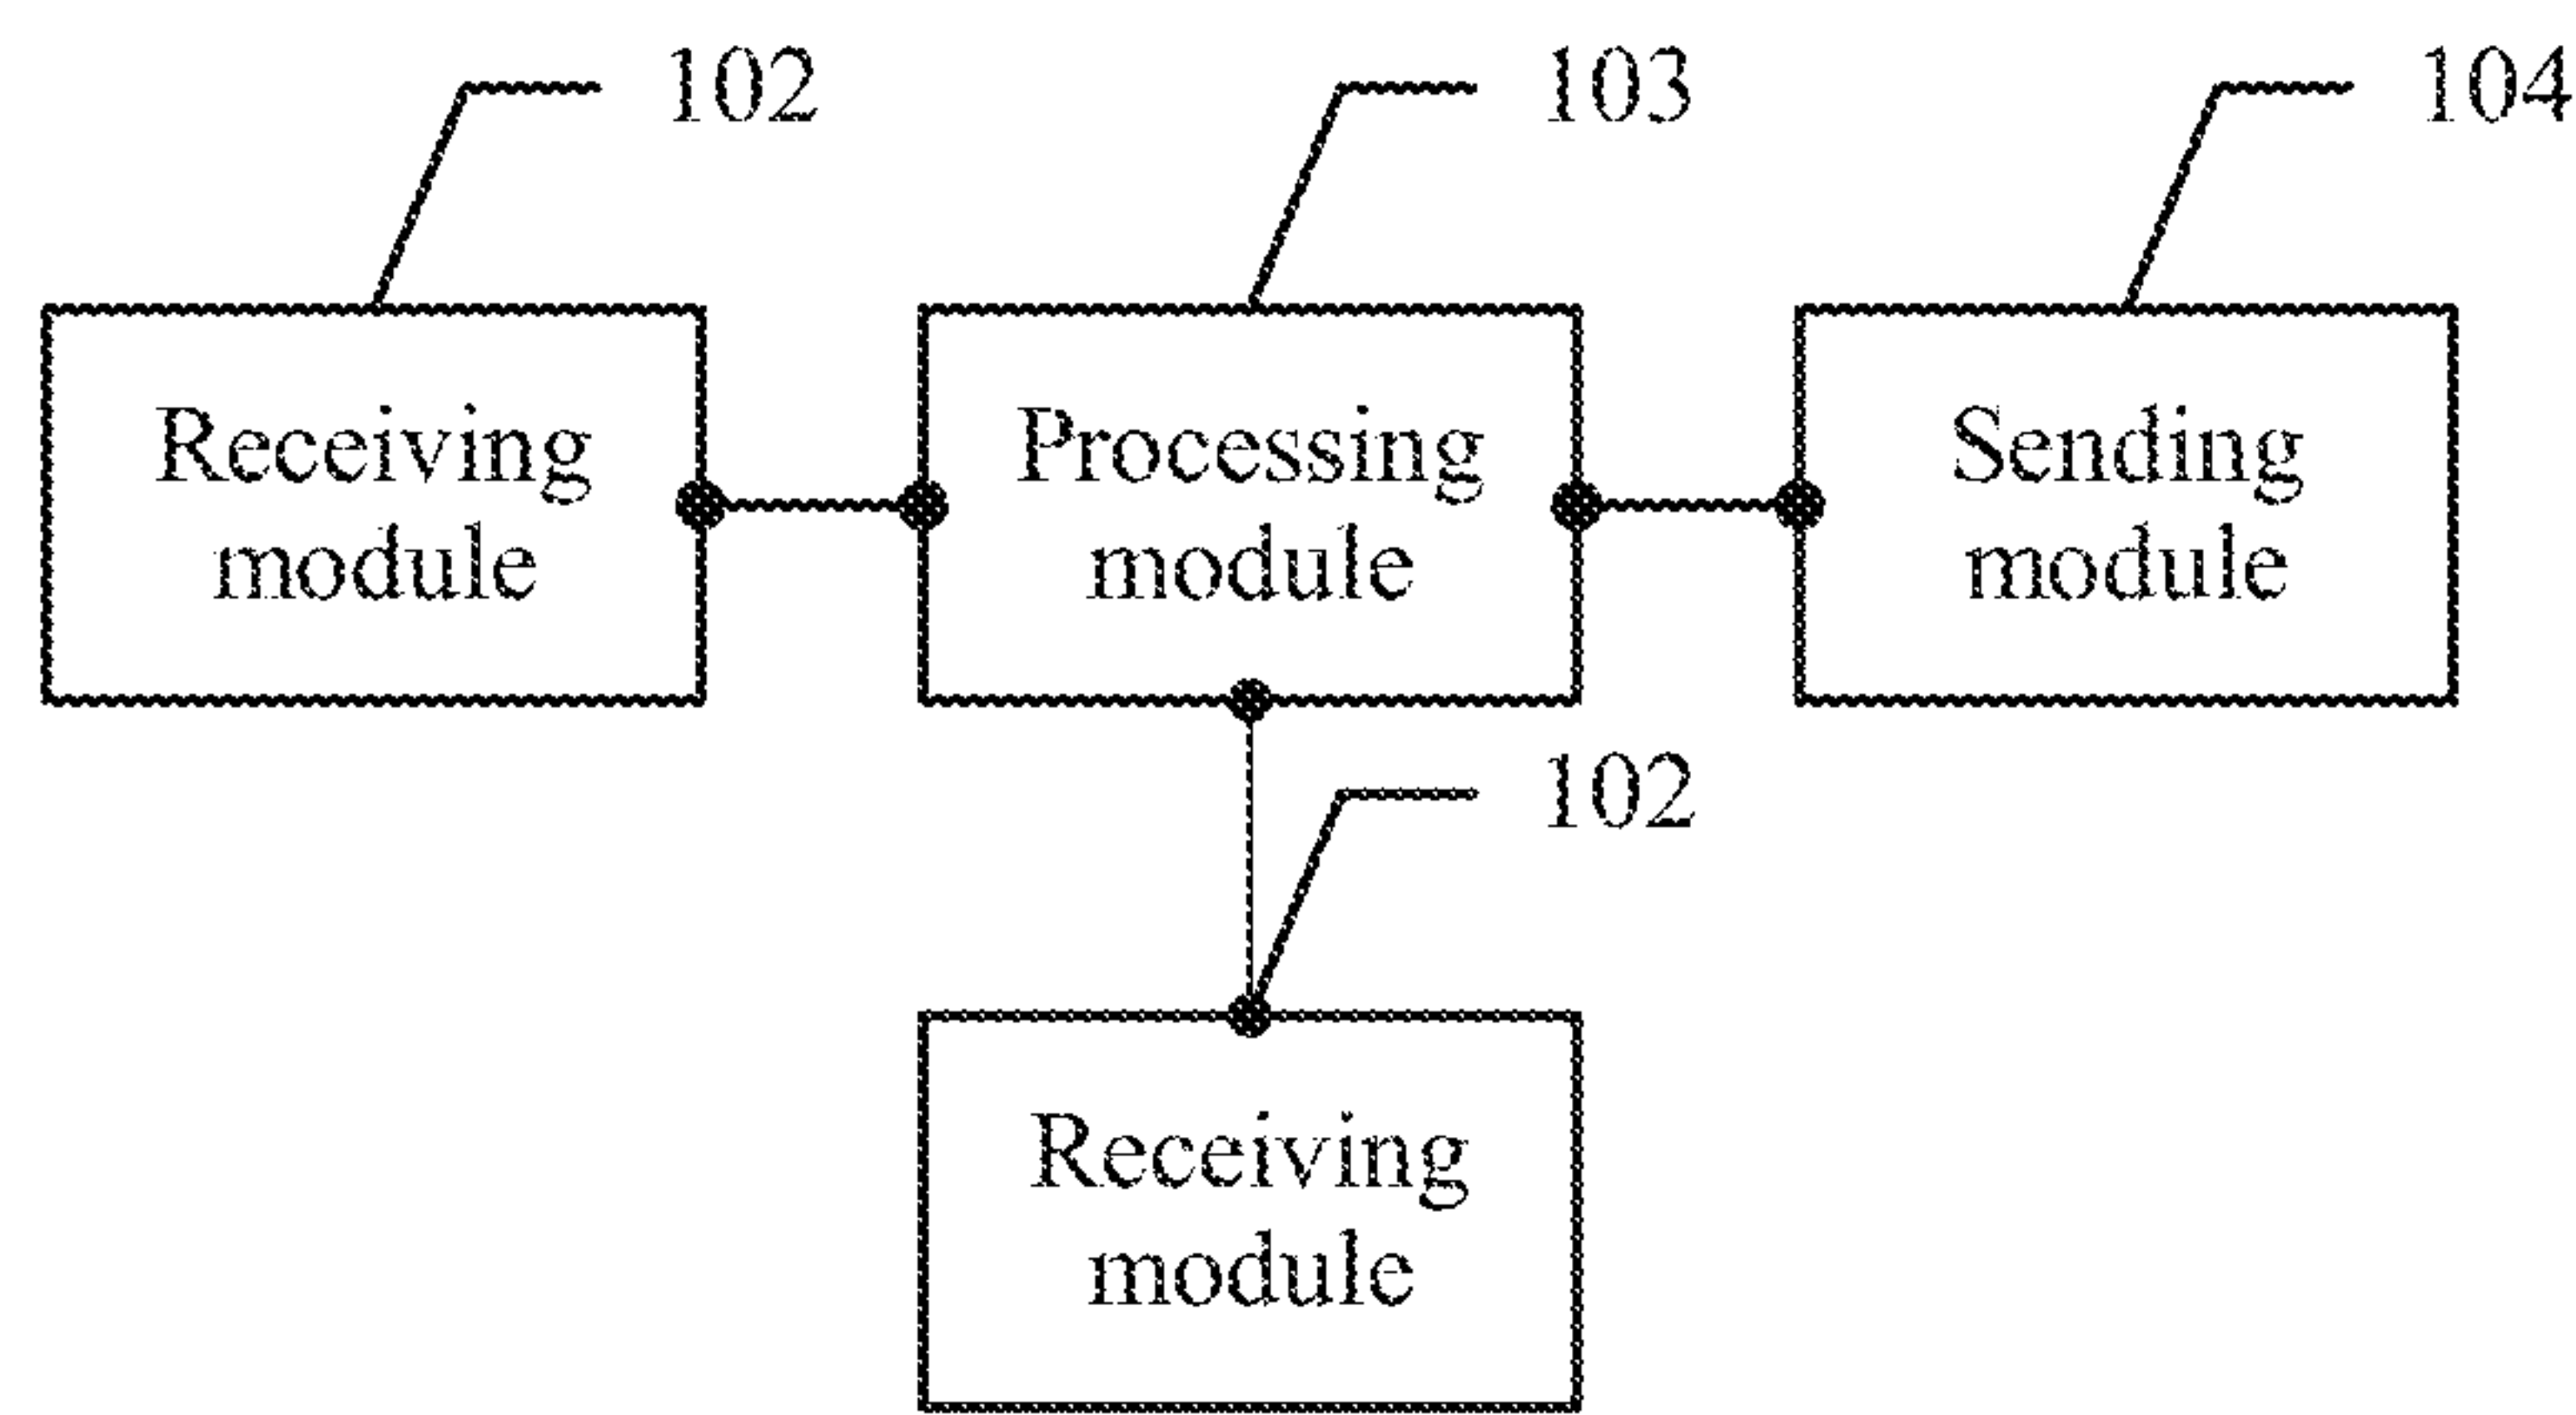 102
103
104
Receiving
module
Processing
module
Sending
module
102
Receiving
module